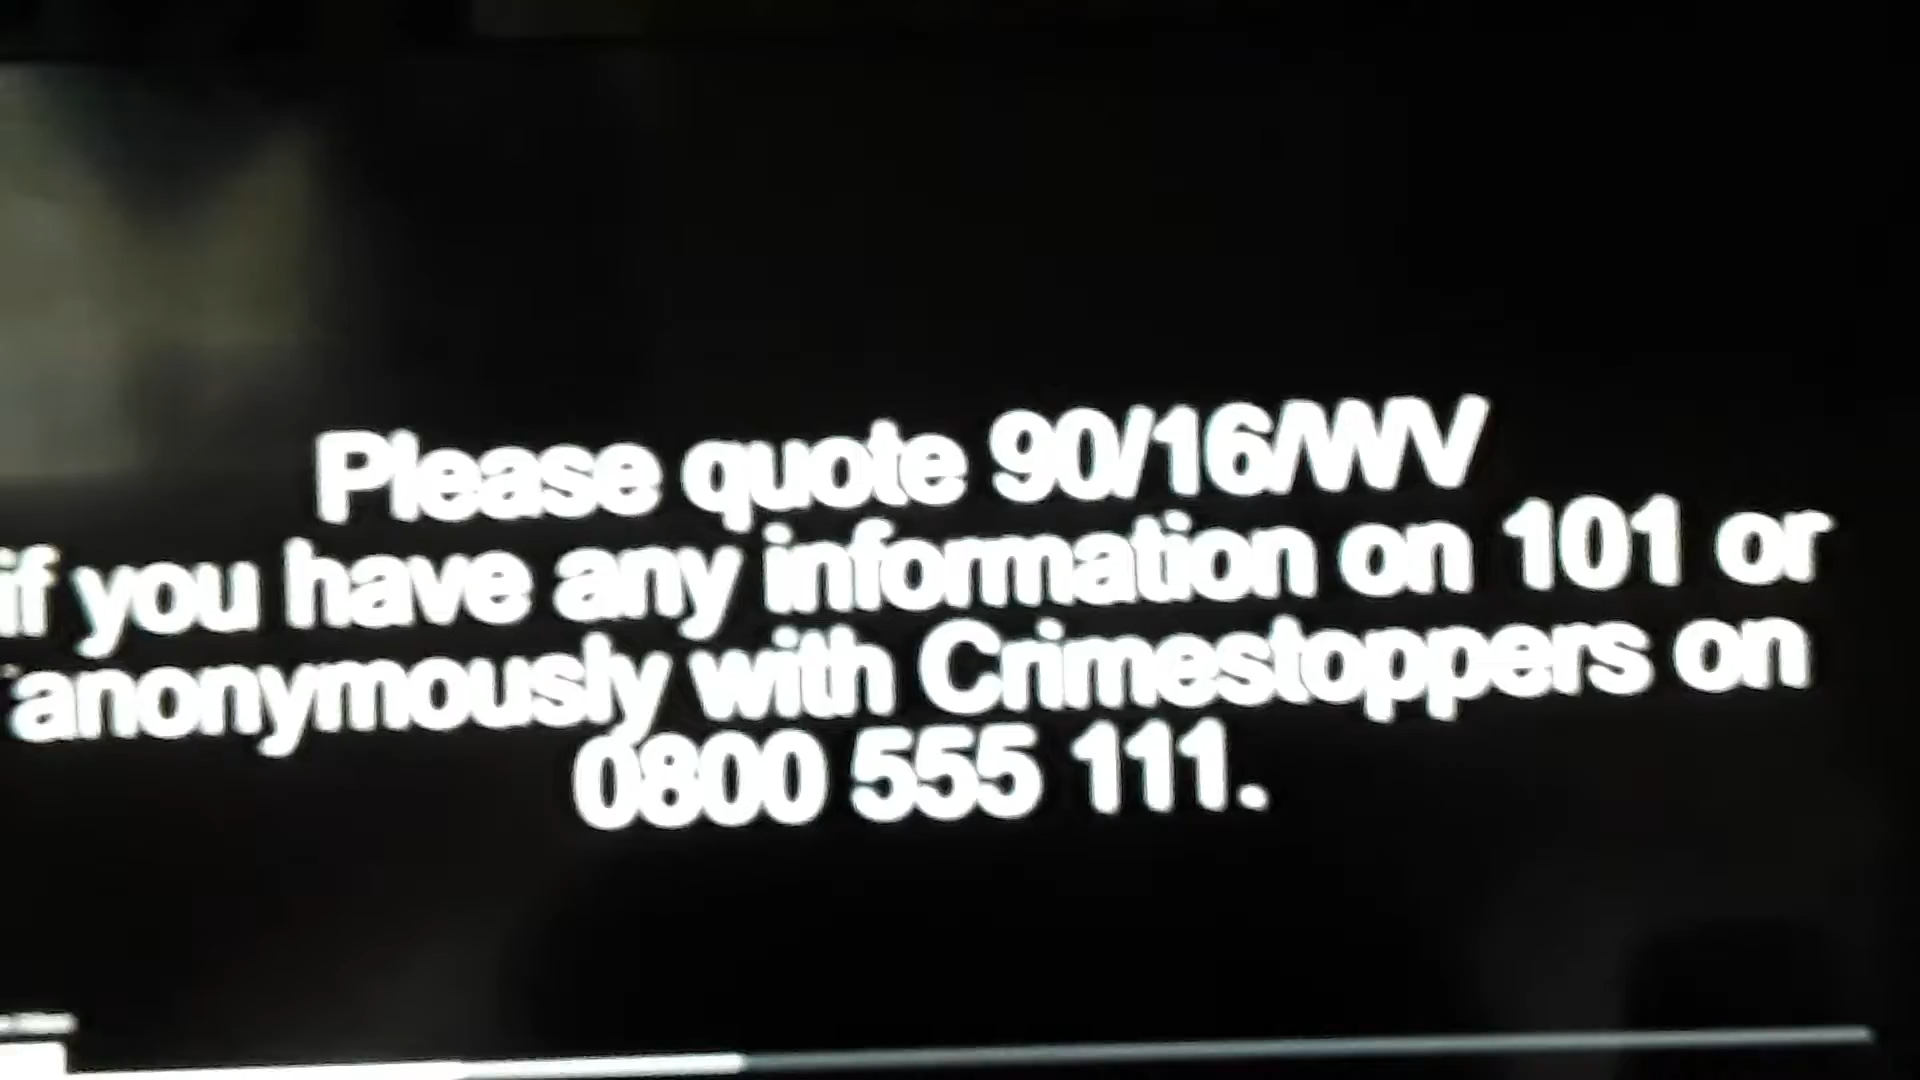 Please quote 90/16/WV
if you have any information on 101 or
anonymously with Crimestoppers on
0800 555 111.